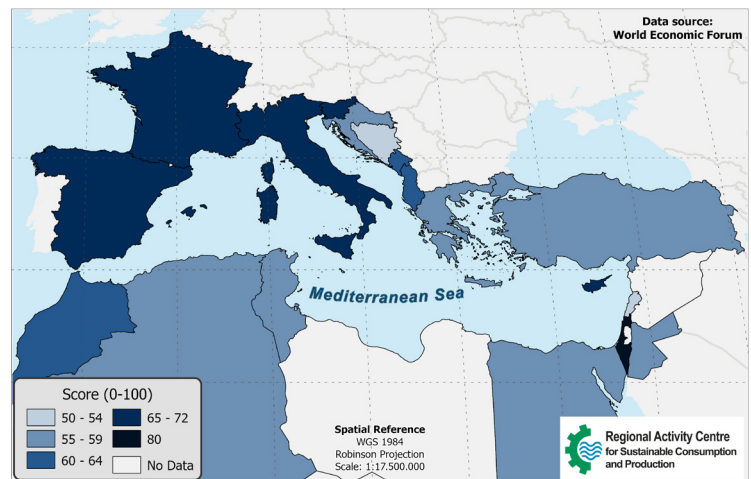 Data source:
World Economic Forum
Mediterranean Sea
Score (0-100)
50 - 54
65 - 72
55 - 59
80
60 - 64
No Data
Spatial Reference
WGS 1984
Robinson Projection
Scale: 1:17.500.000
Regional Activity Centre
for Sustainable Consumption
and Production